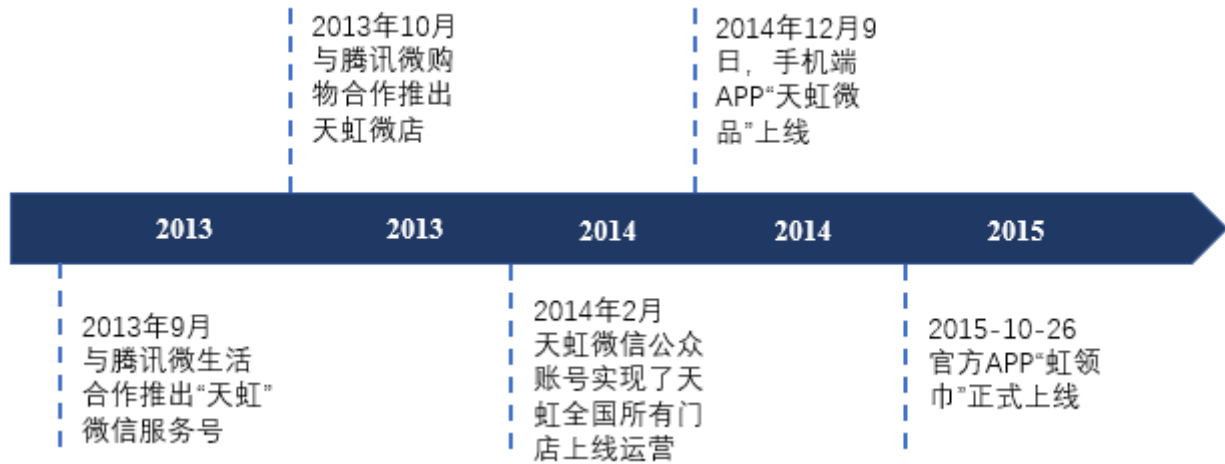 2013年10月
与腾讯微购
物合作推出
天虹微店
2014年12月9
日，手机端
APP“天虹微
品”上线
2013
2013
2014
2014
2015
2013年9月
与腾讯微生活
合作推出“天虹”
微信服务号
2014年2月
天虹微信公众
账号实现了天
虹全国所有门
店上线运营
2015-10-26
官方APP“虹领
巾”正式上线